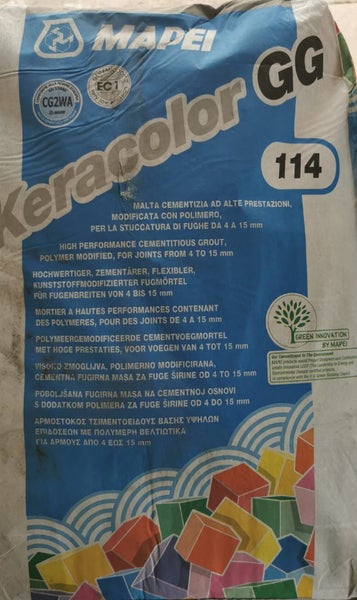 MAPEI
CG2WA
EC1
Keracolor GG
114
MALTA CEMENTIZIA AD ALTE PRESTAZIONI,
MODIFICATA CON POLIMERO,
PER LA STUCCATURA DI FUGHE DA 4 A 15 mm
HIGH PERFORMANCE CEMENTITIOUS GROUT,
POLYMER MODIFIED, FOR JOINTS FROM 4 TO 15 mm
HOCHWERTIGER, ZEMENTÄRER, FLEXIBLER,
KUNSTSTOFFMODIFIZIERTER FUGMÖRTEL
FÜR FUGENBREITEN VON 4 BIS 15 mm
MORTIER A HAUTES PERFORMANCES CONTENANT
DES POLYMERES, POUR DES JOINTS DE 4 A 15 mm
POLYMEERGEMODIFICEERDE CEMENTVOEGMORTEL
MET HOGE PRESTATIES, VOOR VOEGEN VAN 4 TOT 15 mm
VISOKO ZMOGLJIVA, POLIMERNO MODIFICIRANA,
CEMENTNA FUGIRNA MASA ZA FUGE ŠIRINE OD 4 TO 15 mm
POBOLJŠANA FUGIRNA MASA NA CEMENTNOJ OSNOVI
S DODATKOM POLIMERA ZA FUGE ŠIRINE OD 4 DO 15 mm
ΑΡΜΟΣΤΟΚΟΣ ΤΣΙΜΕΝΤΟΕΙΔΟΥΣ ΒΑΣΗΣ ΥΨΗΛΩΝ
ΕΠΙΔΟΣΕΩΝ ΜΕ ΠΟΛΥΜΕΡΗ ΒΕΛΤΙΩΤΙΚΑ
ΓΙΑ ΑΡΜΟΥΣ ΑΠΟ 4 ΕΩΣ 15 mm
GREEN INNOVATION
BY MAPEI
Our Commitment To The Environment